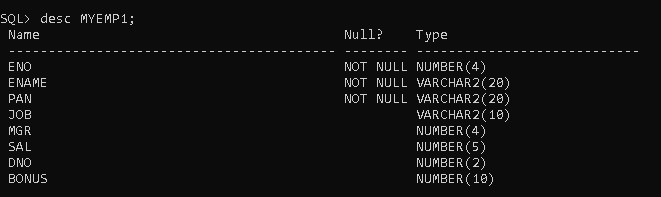 SQL> desc MYEMP1;
Name Null? Type
----------------------------------------- -------- ----------------------------
ENO NOT NULL NUMBER(4)
ENAME NOT NULL VARCHAR2(20)
PAN NOT NULL VARCHAR2(20)
JOB VARCHAR2(10)
MGR NUMBER(4)
SAL NUMBER(5)
DNO NUMBER(2)
BONUS NUMBER(10)